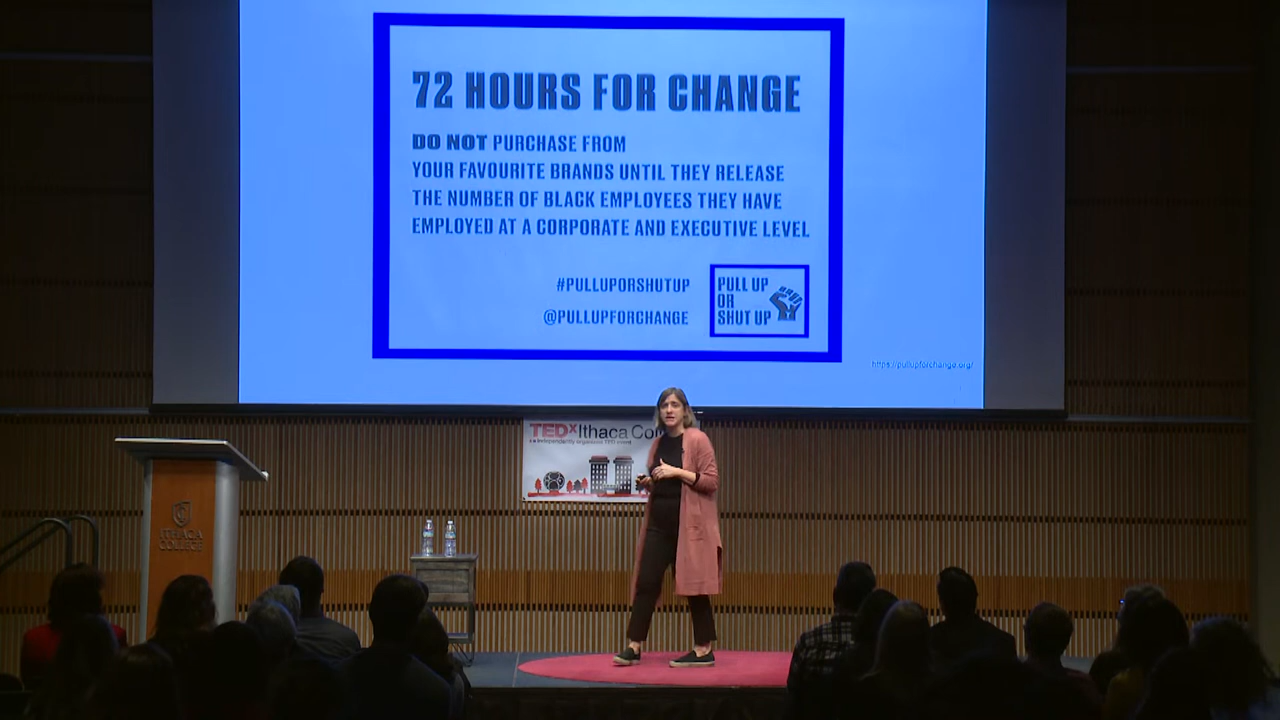 72 HOURS FOR CHANGE
DO NOT PURCHASE FROM
YOUR FAVOURITE BRANDS UNTIL THEY RELEASE
THE NUMBER OF BLACK EMPLOYEES THEY HAVE
EMPLOYED AT A CORPORATE AND EXECUTIVE LEVEL
#PULLUPORSHUTUP
@PULLUPFORCHANGE
PULL UP
OR
SHUT UP
https://pullupforchange.org/
TEDxIthaca Co
ITHACA
COLLEGE